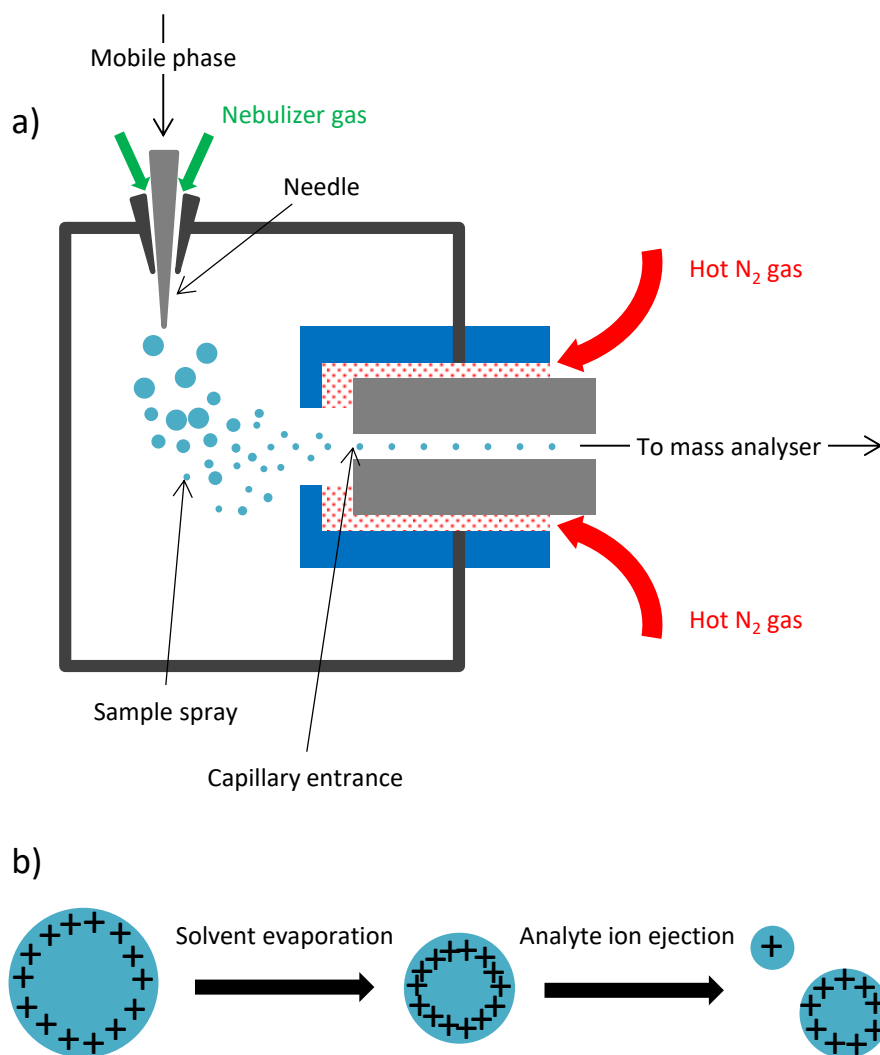 Mobile phase
a)
Nebulizer gas
Needle
Hot N₂ gas
To mass analyser
Hot N₂ gas
Sample spray
Capillary entrance
b)
Solvent evaporation
Analyte ion ejection